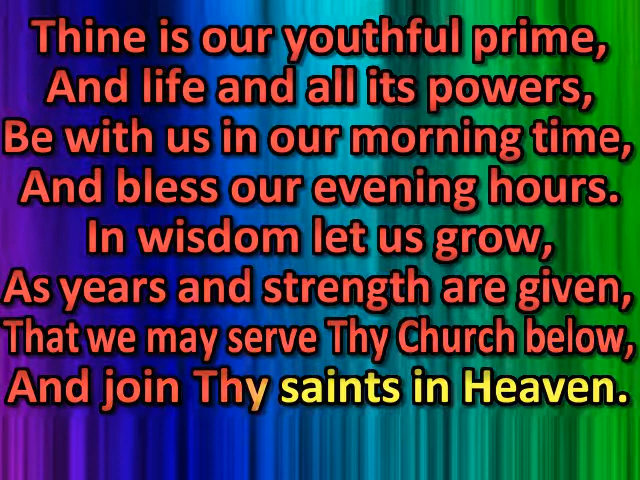 Thine is our youthful prime,
And life and all its powers,
Be with us in our morning time,
And bless our evening hours.
In wisdom let us grow,
As years and strength are given,
That we may serve Thy Church below,
And join Thy saints in Heaven.